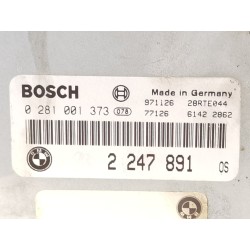 Made in Germany
BOSCH 971126 28RTE044
0 281 001 373 078 77126 6142 2862
2 247 891 OS